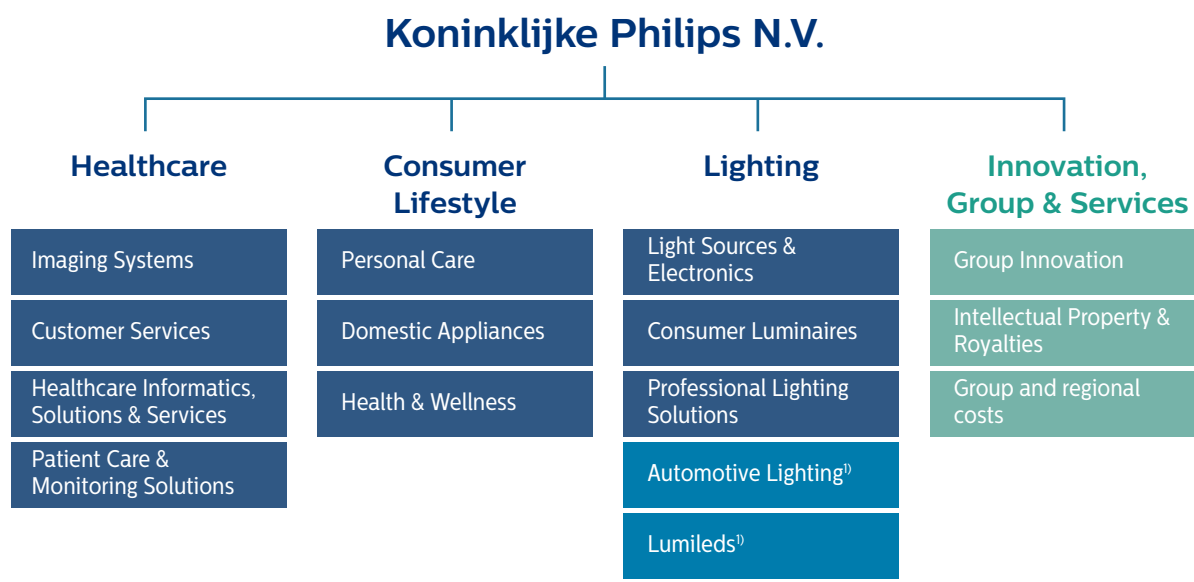 Koninklijke Philips N.V.
Healthcare
Imaging Systems
Customer Services
Healthcare Informatics,
Solutions & Services
Patient Care &
Monitoring Solutions
Consumer
Lifestyle
Personal Care
Domestic Appliances
Health & Wellness
Lighting
Light Sources &
Electronics
Consumer Luminaires
Professional Lighting
Solutions
Automotive Lighting¹⁾
Lumileds¹⁾
Innovation,
Group & Services
Group Innovation
Intellectual Property &
Royalties
Group and regional
costs